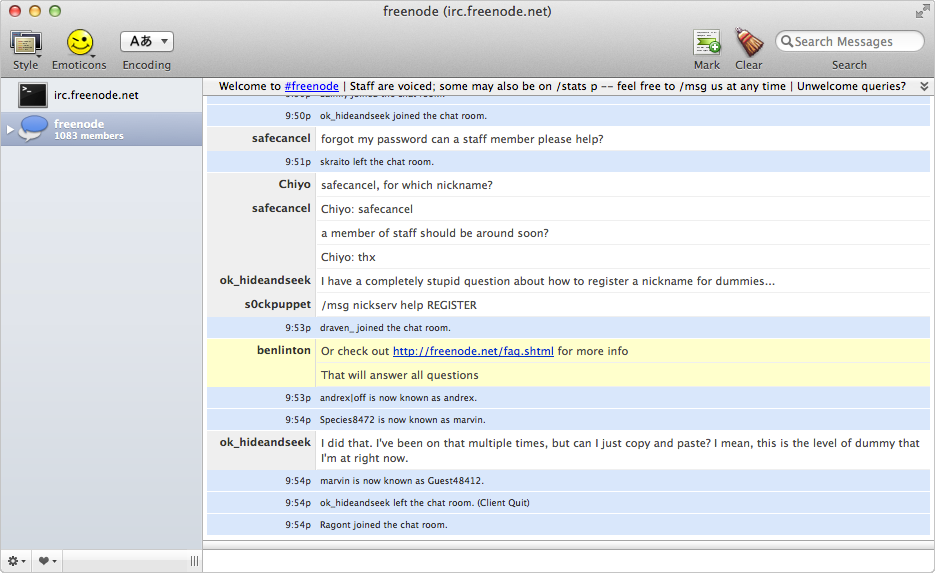 freenode (irc.freenode.net)
Aあ
Search Messages
Style
Emoticons
Encoding
Mark
Clear
Search
irc.freenode.net
freenode
1083 members
Welcome to #freenode | Staff are voiced; some may also be on /stats p -- feel free to /msg us at any time | Unwelcome queries?
9:50p ok_hideandseek joined the chat room.
safecancel forgot my password can a staff member please help?
9:51p skraito left the chat room.
Chiyo safecancel, for which nickname?
safecancel Chiyo: safecancel
a member of staff should be around soon?
Chiyo: thx
ok_hideandseek I have a completely stupid question about how to register a nickname for dummies...
s0ckpuppet /msg nickserv help REGISTER
9:53p draven_ joined the chat room.
benlinton Or check out http://freenode.net/faq.shtml for more info
That will answer all questions
9:53p andrex|off is now known as andrex.
9:54p Species8472 is now known as marvin.
ok_hideandseek I did that. I've been on that multiple times, but can I just copy and paste? I mean, this is the level of dummy that
I'm at right now.
9:54p marvin is now known as Guest48412.
9:54p ok_hideandseek left the chat room. (Client Quit)
9:54p Ragont joined the chat room.